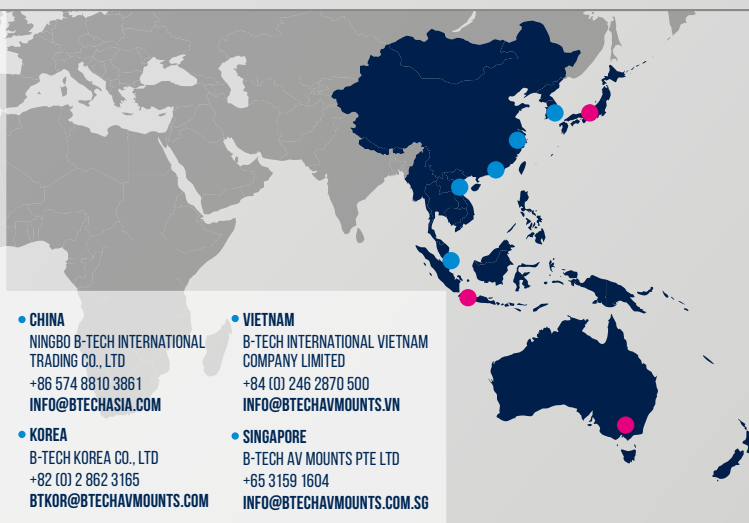 CHINA
NINGBO B-TECH INTERNATIONAL
TRADING CO., LTD
+86 574 8810 3861
INFO@BTECHASIA.COM
KOREA
B-TECH KOREA CO., LTD
+82 (0) 2 862 3165
BTKOR@BTECHAVMOUNTS.COM
VIETNAM
B-TECH INTERNATIONAL VIETNAM
COMPANY LIMITED
+84 (0) 246 2870 500
INFO@BTECHAVMOUNTS.VN
SINGAPORE
B-TECH AV MOUNTS PTE LTD
+65 3159 1604
INFO@BTECHAVMOUNTS.COM.SG